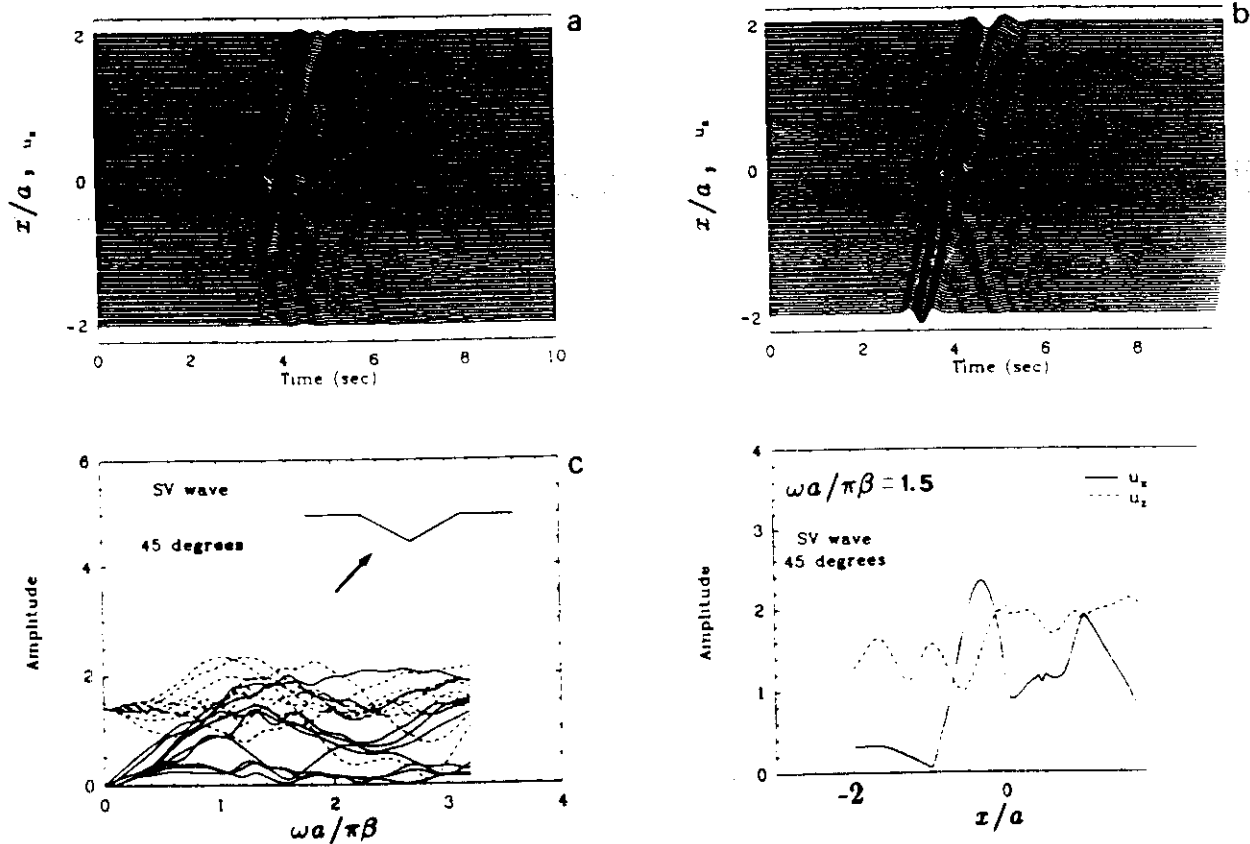 a
2
0
-2
x/a, uₓ
0 2 4 6 8 10
Time (sec)
b
2
0
-2
x/a,
0 2 4 6 8
Time (sec)
c
6
4
2
0
SV wave
45 degrees
Amplitude
0 1 2 3 4
ωa/πβ
4
3
2
1
0
ωa/πβ = 1.5
uₓ
u_z
SV wave
45 degrees
Amplitude
-2 0
x/a